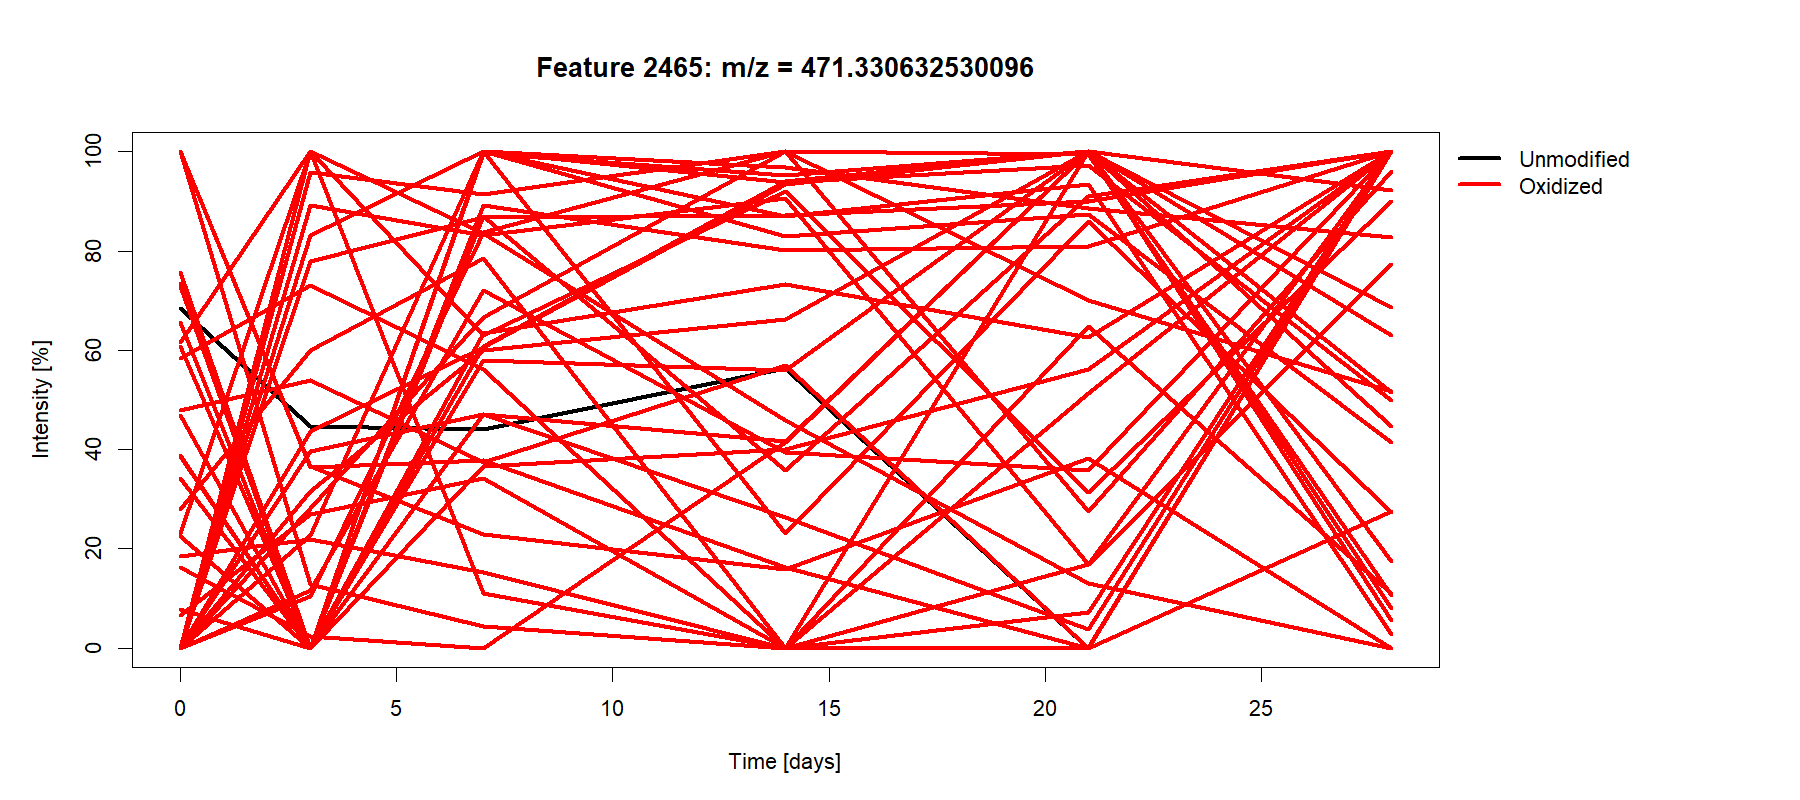 Feature 2465: m/z = 471.330632530096
Unmodified
Oxidized
Intensity [%]
100
80
60
40
20
0
0 5 10 15 20 25
Time [days]